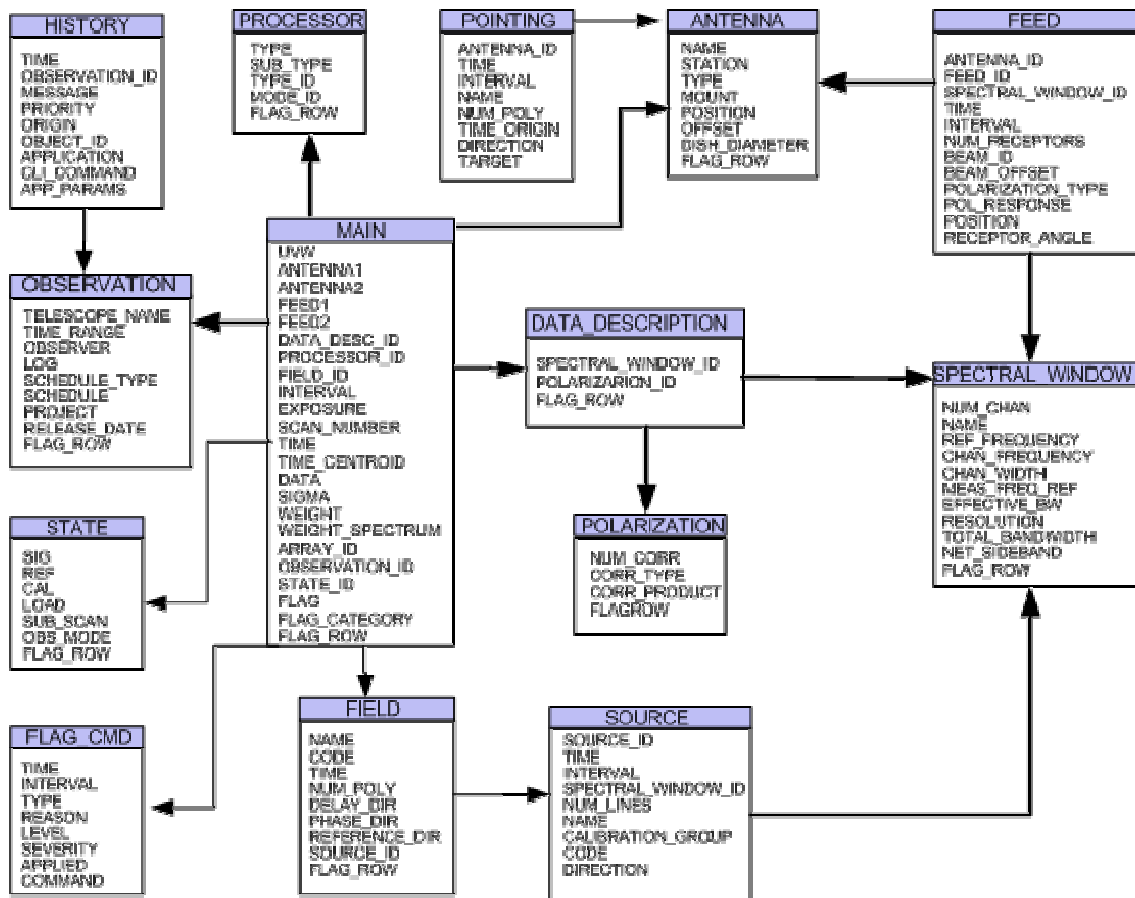 HISTORY
TIME
OBSERVATION_ID
MESSAGE
PRIORITY
ORIGIN
OBJECT_ID
APPLICATION
CLI_COMMAND
APP_PARAMS
PROCESSOR
TYPE
SUB_TYPE
TYPE_ID
MODE_ID
FLAG_ROW
POINTING
ANTENNA_ID
TIME
INTERVAL
NAME
NUM_POLY
TIME_ORIGIN
DIRECTION
TARGET
ANTENNA
NAME
STATION
TYPE
MOUNT
POSITION
OFFSET
DISH_DIAMETER
FLAG_ROW
FEED
ANTENNA_ID
FEED_ID
SPECTRAL_WINDOW_ID
TIME
INTERVAL
NUM_RECEPTORS
BEAM_ID
BEAM_OFFSET
POLARIZATION_TYPE
POL_RESPONSE
POSITION
RECEPTOR_ANGLE
MAIN
UVW
ANTENNA1
ANTENNA2
FEED1
FEED2
DATA_DESC_ID
PROCESSOR_ID
FIELD_ID
INTERVAL
EXPOSURE
SCAN_NUMBER
TIME
TIME_CENTROID
DATA
SIGMA
WEIGHT
WEIGHT_SPECTRUM
ARRAY_ID
OBSERVATION_ID
STATE_ID
FLAG
FLAG_CATEGORY
FLAG_ROW
OBSERVATION
TELESCOPE_NAME
TIME_RANGE
OBSERVER
LOG
SCHEDULE_TYPE
SCHEDULE
PROJECT
RELEASE_DATE
FLAG_ROW
DATA_DESCRIPTION
SPECTRAL_WINDOW_ID
POLARIZARION_ID
FLAG_ROW
SPECTRAL_WINDOW
NUM_CHAN
NAME
REF_FREQUENCY
CHAN_FREQUENCY
CHAN_WIDTH
MEAS_FREQ_REF
EFFECTIVE_BW
RESOLUTION
TOTAL_BANDWIDTH
NET_SIDEBAND
FLAG_ROW
STATE
SIG
REF
CAL
LOAD
SUB_SCAN
OBS_MODE
FLAG_ROW
POLARIZATION
NUM_CORR
CORR_TYPE
CORR_PRODUCT
FLAGROW
FLAG_CMD
TIME
INTERVAL
TYPE
REASON
LEVEL
SEVERITY
APPLIED
COMMAND
FIELD
NAME
CODE
TIME
NUM_POLY
DELAY_DIR
PHASE_DIR
REFERENCE_DIR
SOURCE_ID
FLAG_ROW
SOURCE
SOURCE_ID
TIME
INTERVAL
SPECTRAL_WINDOW_ID
NUM_LINES
NAME
CALIBRATION_GROUP
CODE
DIRECTION